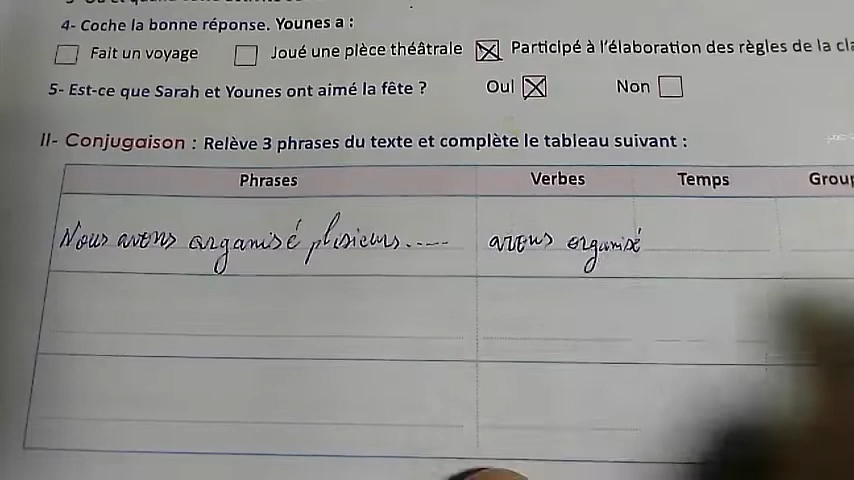 4- Coche la bonne réponse. Younes a :
Fait un voyage Joué une pièce théâtrale Participé à l'élaboration des règles de la cla
5- Est-ce que Sarah et Younes ont aimé la fête ? Oui Non
II- Conjugaison : Relève 3 phrases du texte et complète le tableau suivant :
Phrases Verbes Temps Group
Nous avons organisé plusieurs..... avons organisé